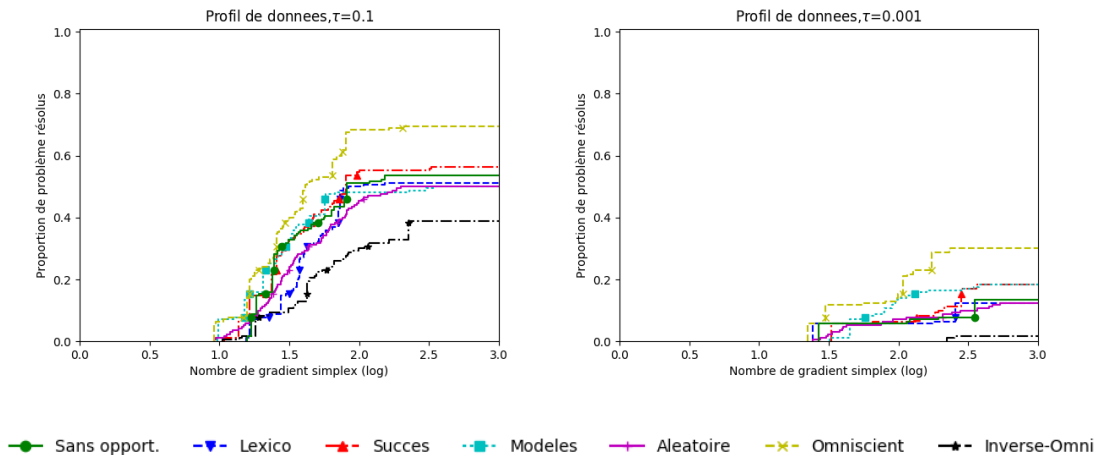 Profil de donnees,τ=0.1
Proportion de problème résolus
1.0
0.8
0.6
0.4
0.2
0.0
0.0 0.5 1.0 1.5 2.0 2.5 3.0
Nombre de gradient simplex (log)
Profil de donnees,τ=0.001
Proportion de problème résolus
1.0
0.8
0.6
0.4
0.2
0.0
0.0 0.5 1.0 1.5 2.0 2.5 3.0
Nombre de gradient simplex (log)
Sans opport. Lexico Succes Modeles Aleatoire Omniscient Inverse-Omni